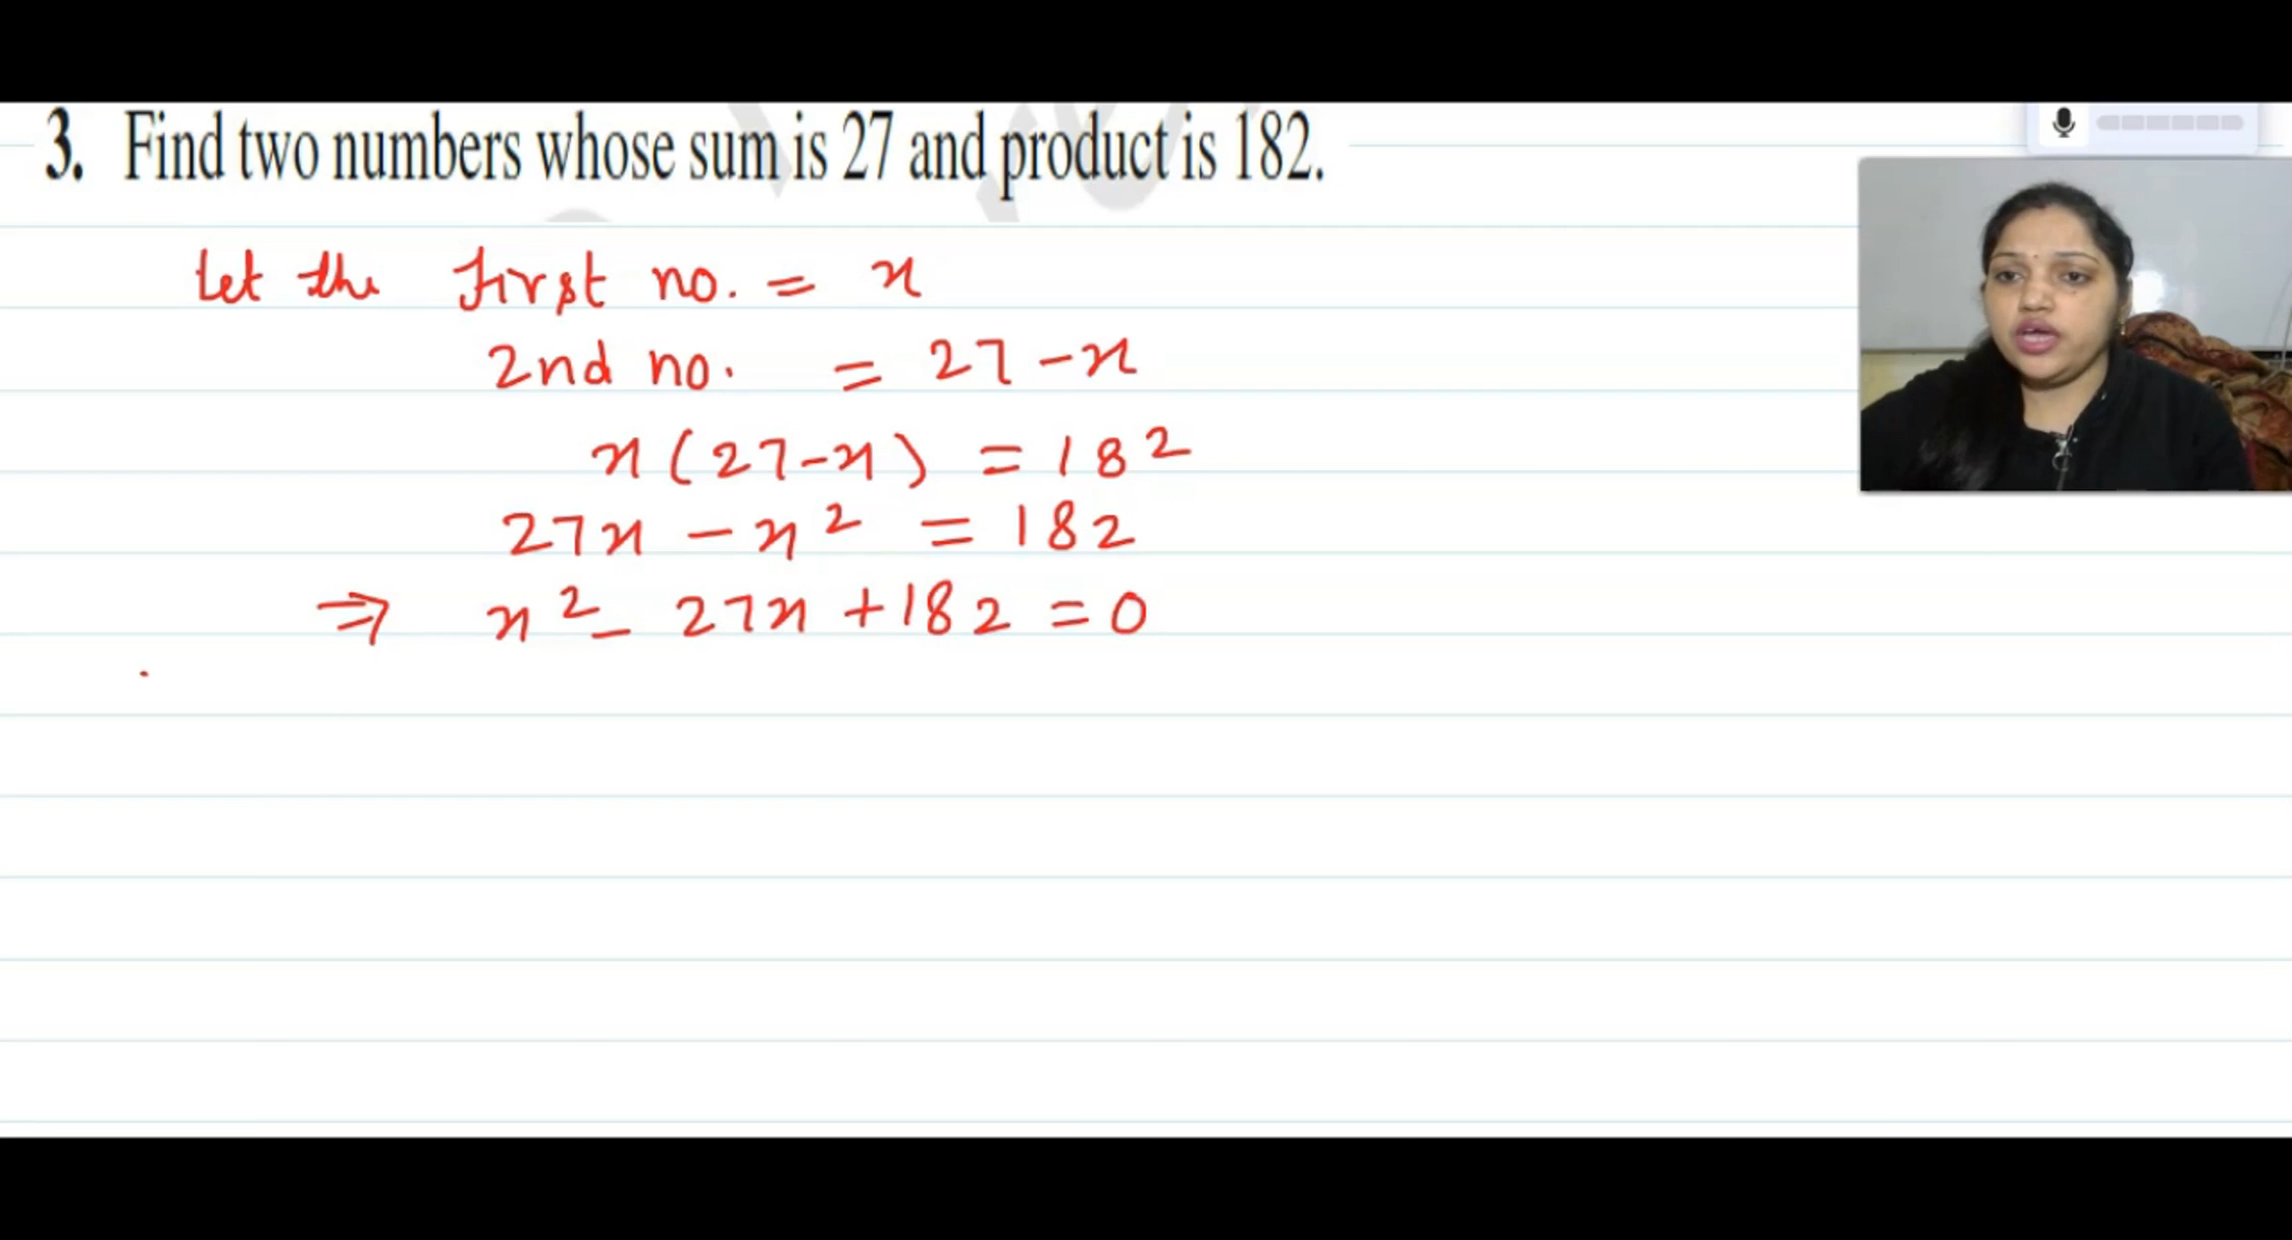 3. Find two numbers whose sum is 27 and product is 182.
Let the first no. = x
2nd no. = 27 - x
x(27-x) = 182
27x - x² = 182
⇒ x² - 27x + 182 = 0